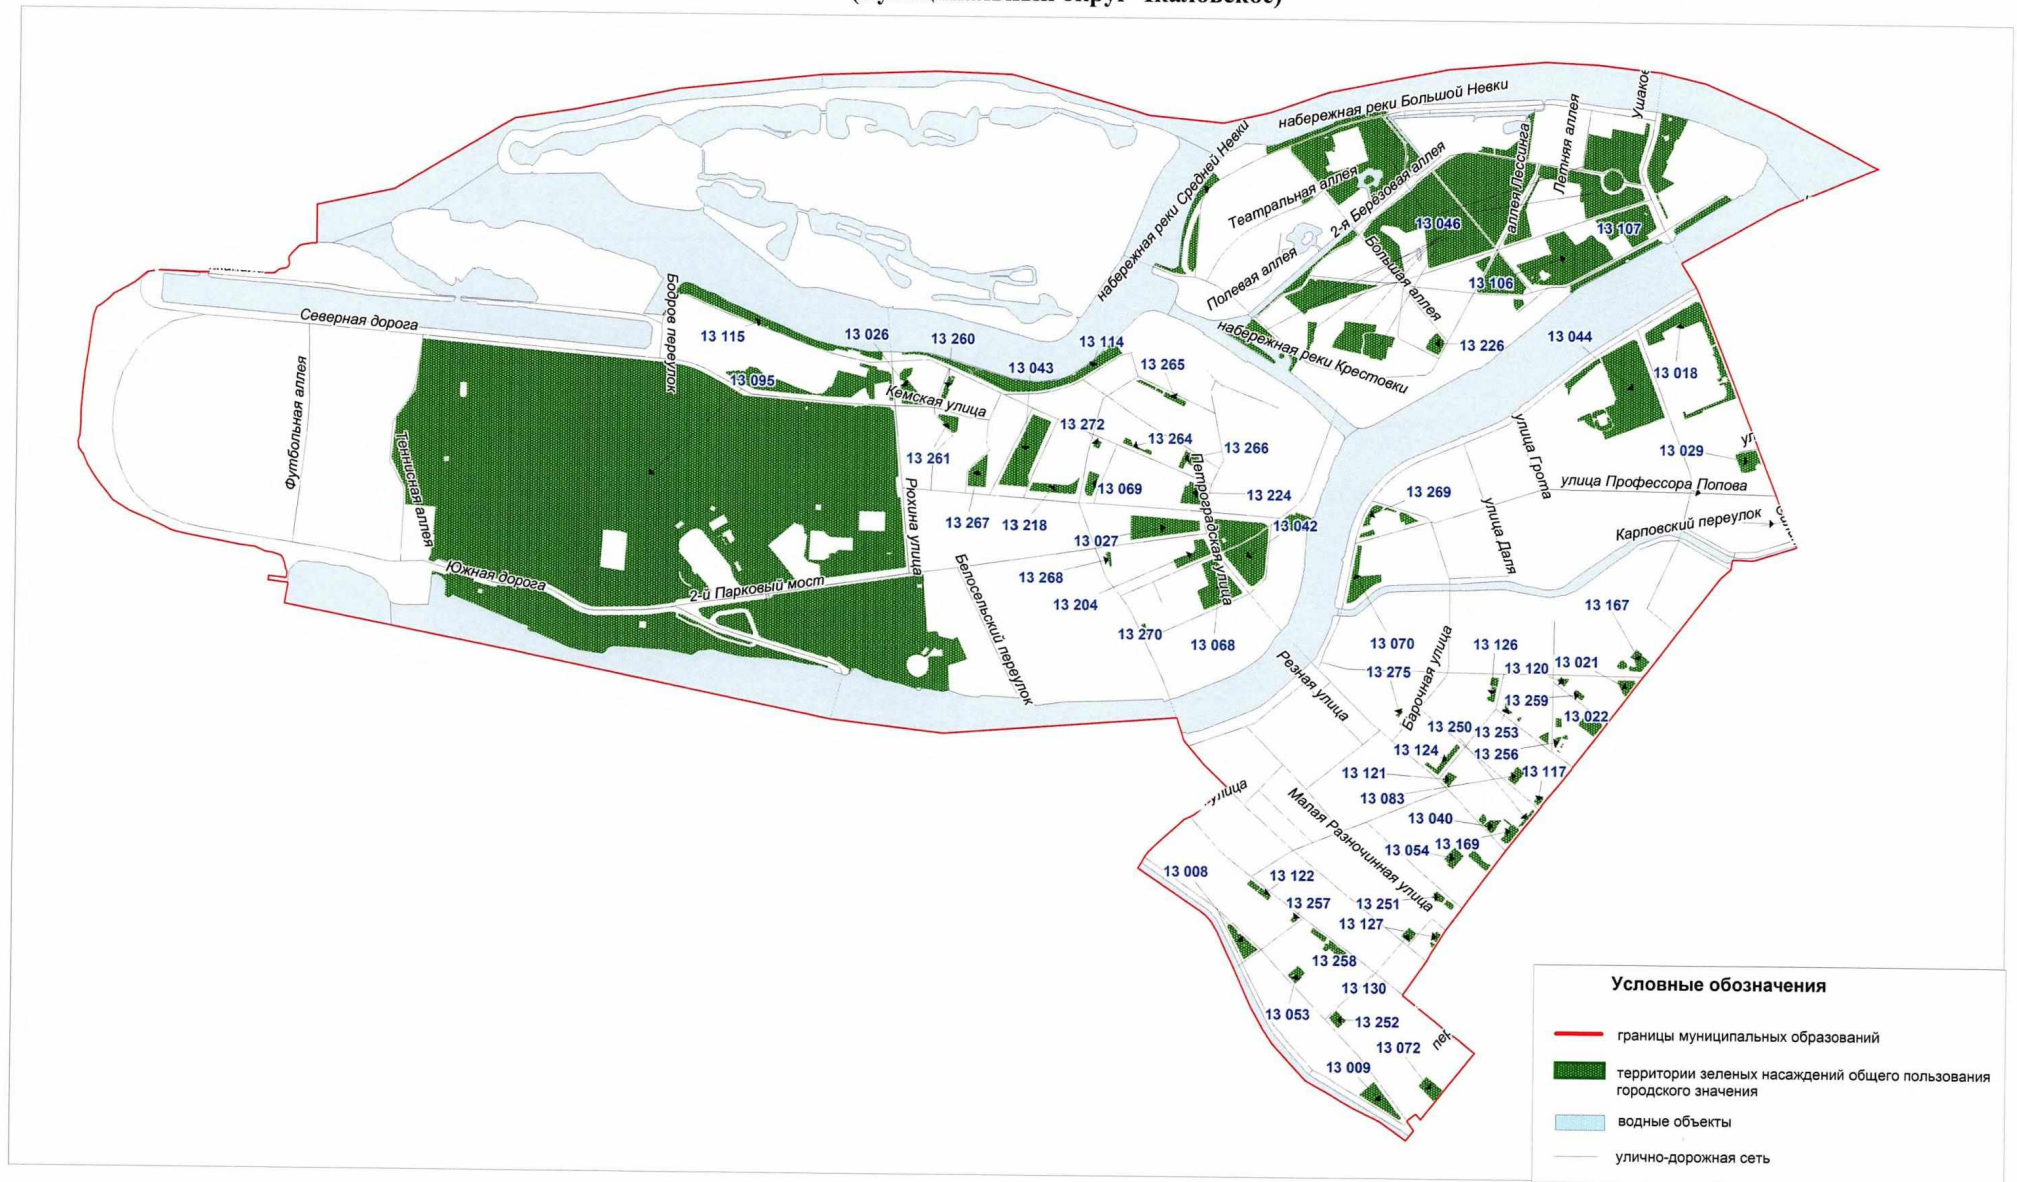 набережная реки Большой Невки
набережная реки Средней Невки
Театральная аллея
2-я Берёзовая аллея
аллея Лессинга
Летняя аллея
13 046
13 107
Полевая аллея
Большая аллея
13 106
Северная дорога
Боброе переулок
13 115
13 026
13 260
13 114
13 043
13 265
набережная реки Крестовки
13 226
13 044
13 018
13 095
Кемская улица
Футбольная аллея
Теннисная аллея
13 272
13 264
13 266
13 261
13 069
13 224
Петроградская улица
улица Грота
13 029
улица Профессора Попова
13 269
Рюхина улица
13 267
13 218
13 042
13 027
улица Даля
Карповский переулок
Южная дорога
2-й Парковый мост
Белосельский переулок
13 268
13 204
13 270
13 068
13 167
13 070
13 126
13 275
13 120
13 021
Резная улица
Барочная улица
13 259
13 022
13 250
13 253
13 124
13 256
13 121
13 117
13 083
улица
Малая Разночинная улица
13 040
13 054
13 169
13 008
13 122
13 257
13 251
13 127
13 258
13 130
13 053
13 252
13 072
13 009
Условные обозначения
границы муниципальных образований
территории зеленых насаждений общего пользования
городского значения
водные объекты
улично-дорожная сеть